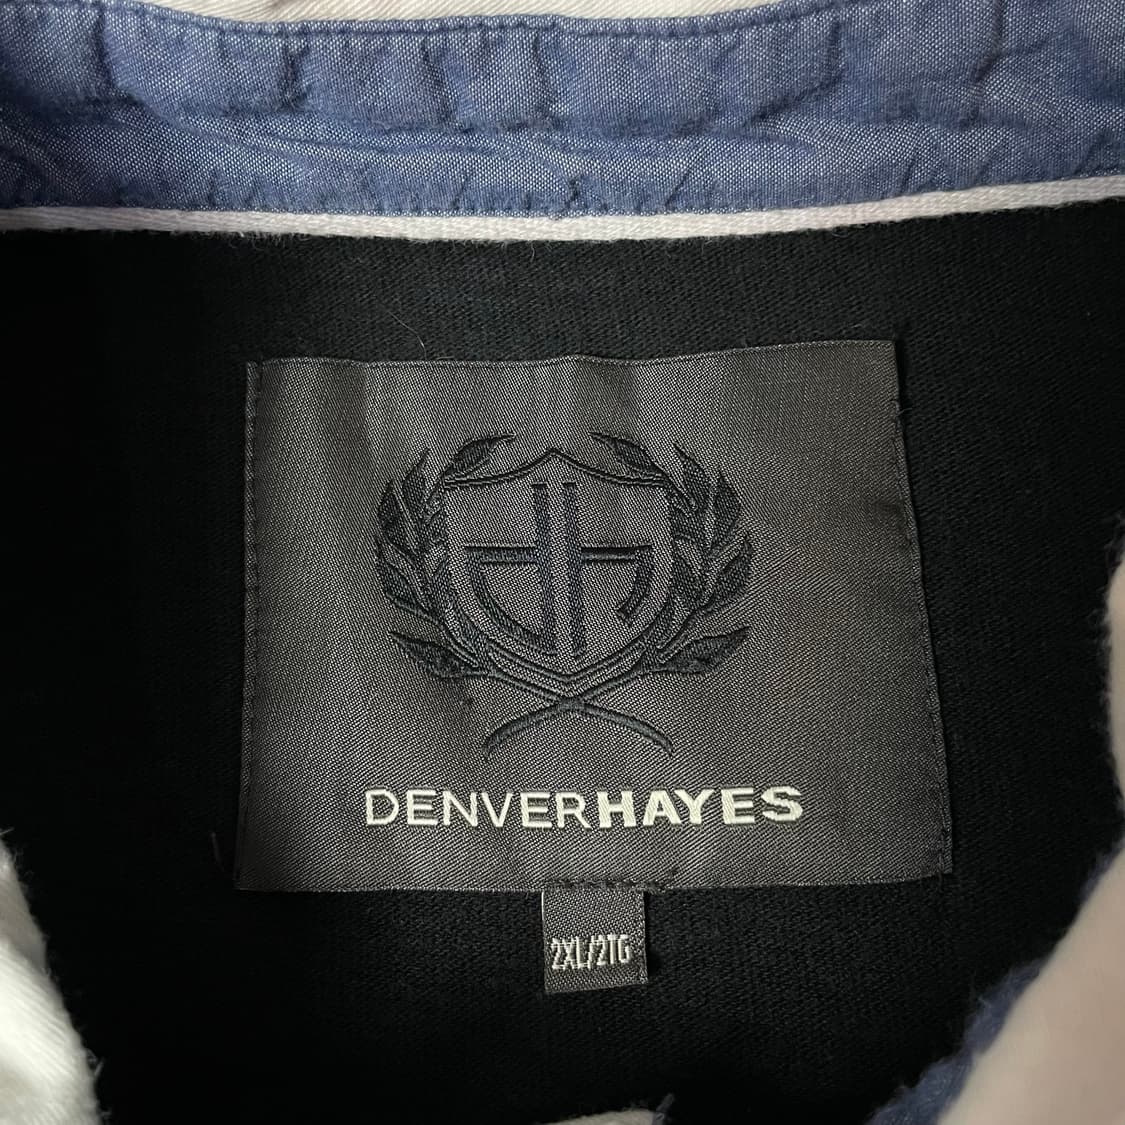 DENVERHAYES
2XL/2TG